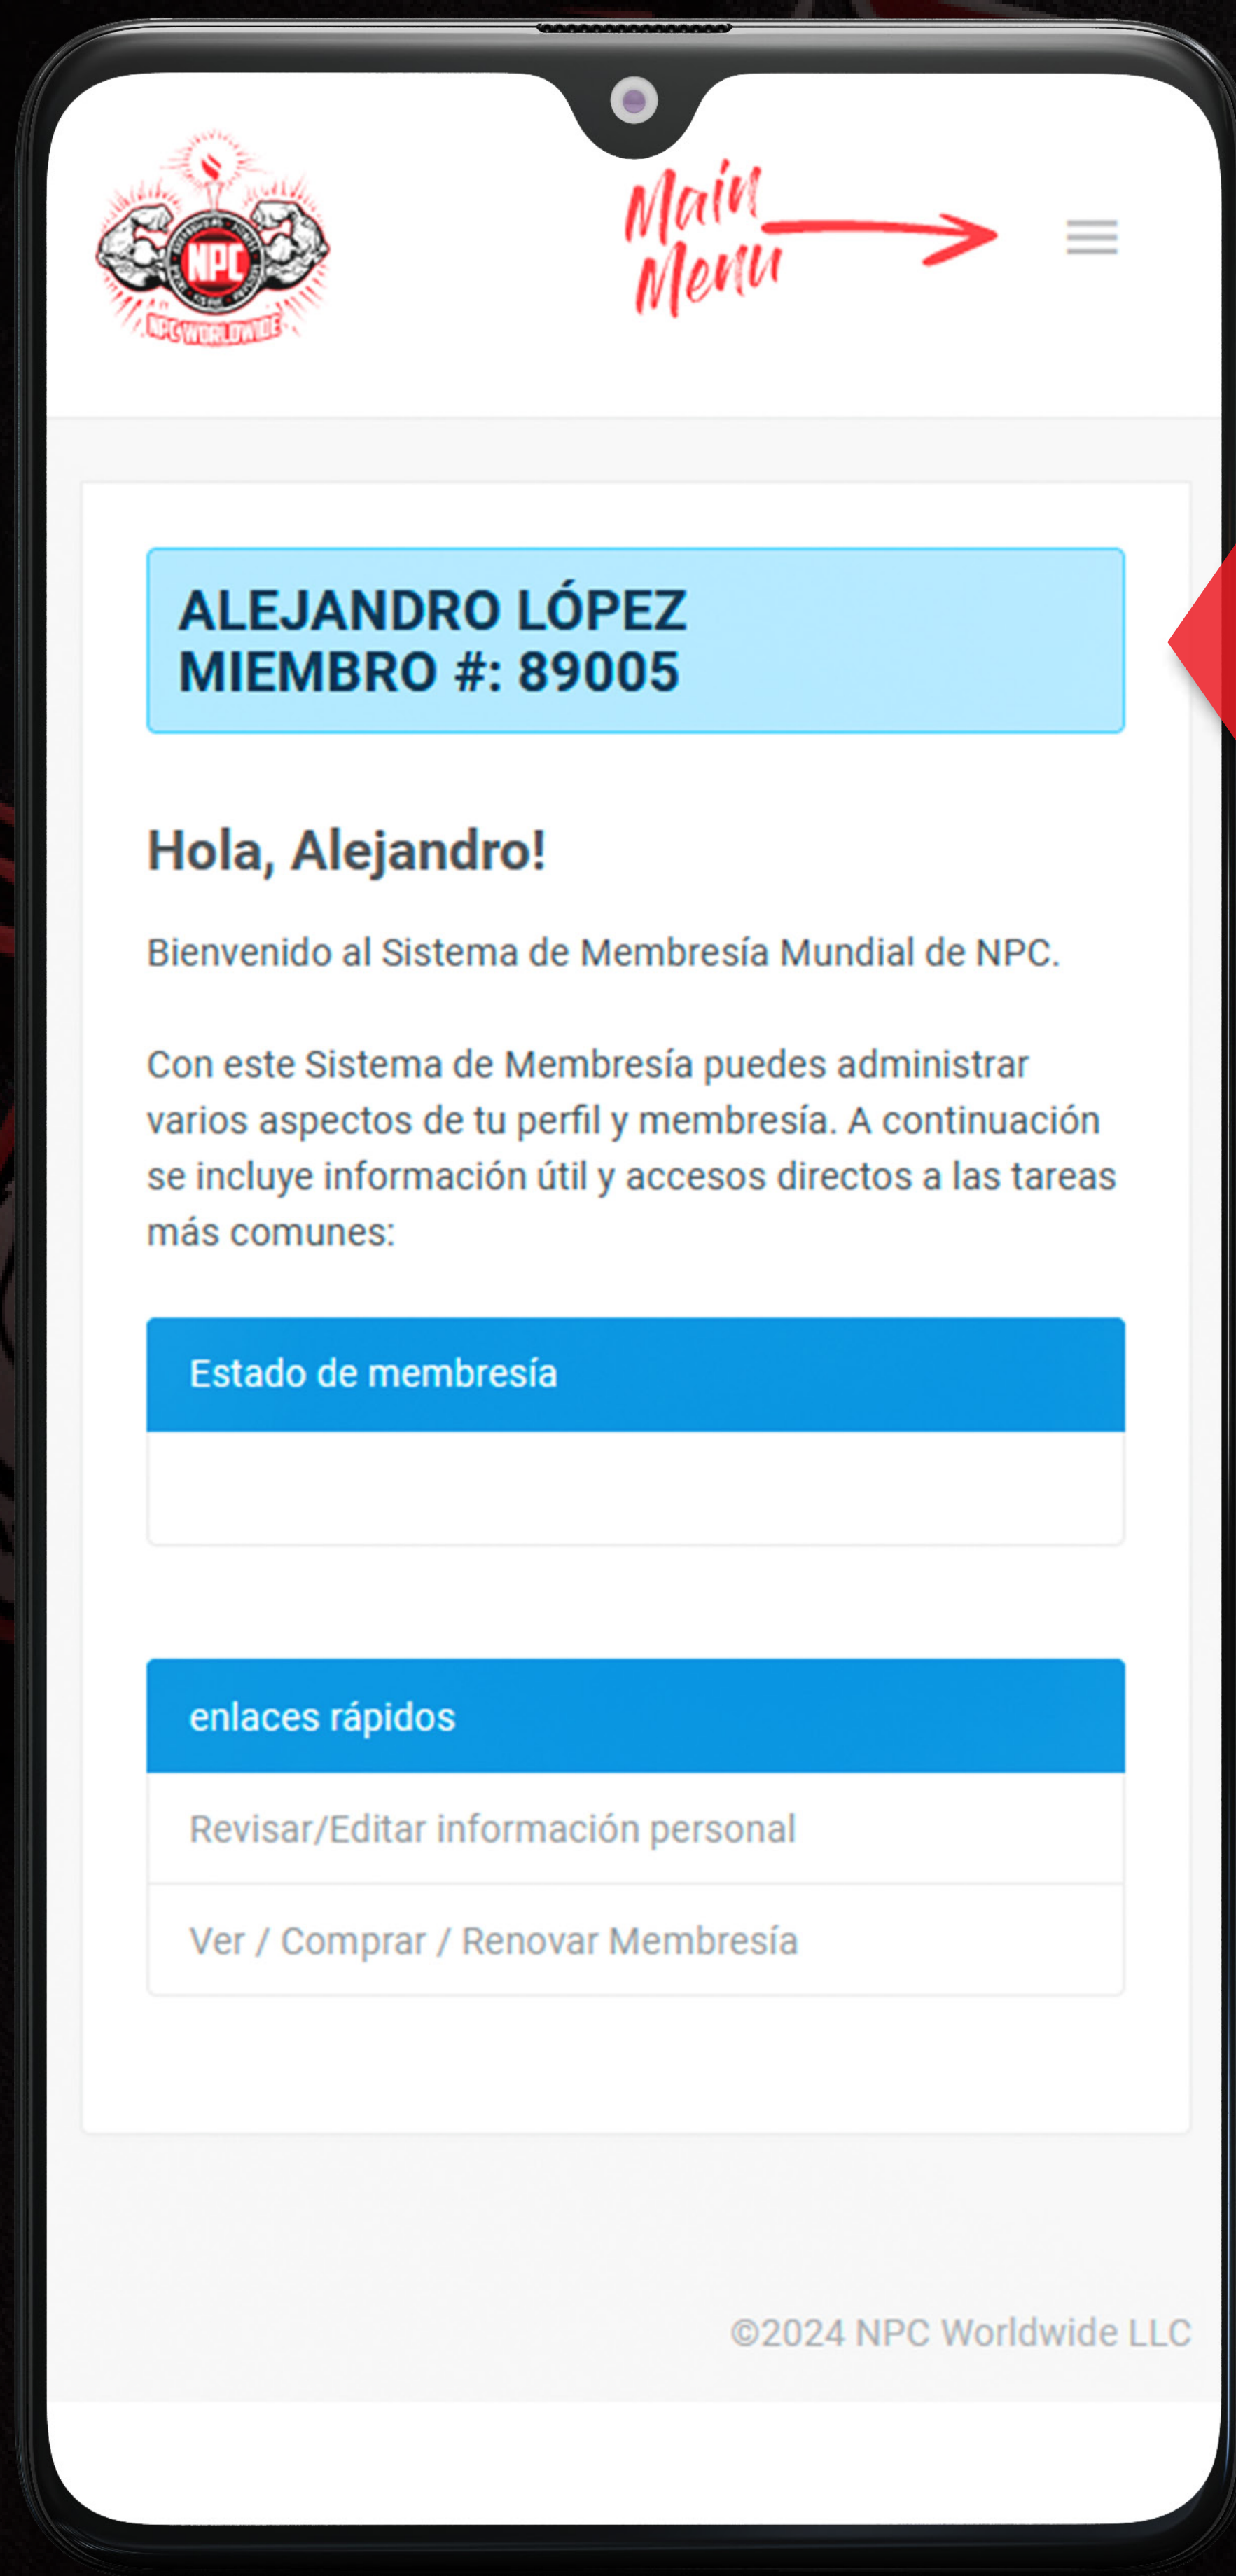 NPC
NPC WORLDWIDE
Main
Menu
ALEJANDRO LÓPEZ
MIEMBRO #: 89005
Hola, Alejandro!
Bienvenido al Sistema de Membresía Mundial de NPC.
Con este Sistema de Membresía puedes administrar
varios aspectos de tu perfil y membresía. A continuación
se incluye información útil y accesos directos a las tareas
más comunes:
Estado de membresía
enlaces rápidos
Revisar/Editar información personal
Ver / Comprar / Renovar Membresía
©2024 NPC Worldwide LLC